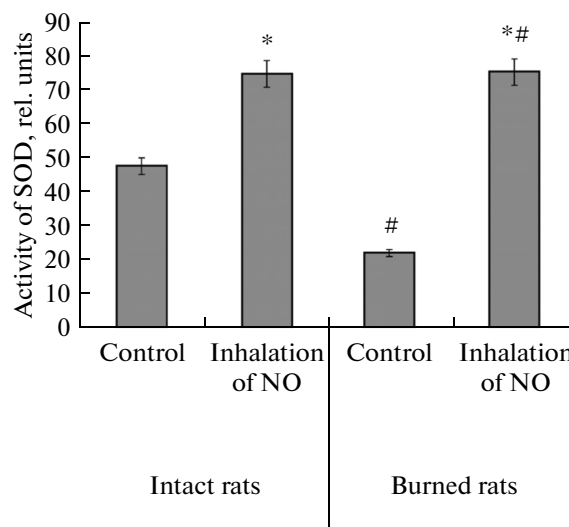 Activity of SOD, rel. units
90
80
70
60
50
40
30
20
10
0
*
#
*#
Control
Inhalation
of NO
Control
Inhalation
of NO
Intact rats
Burned rats